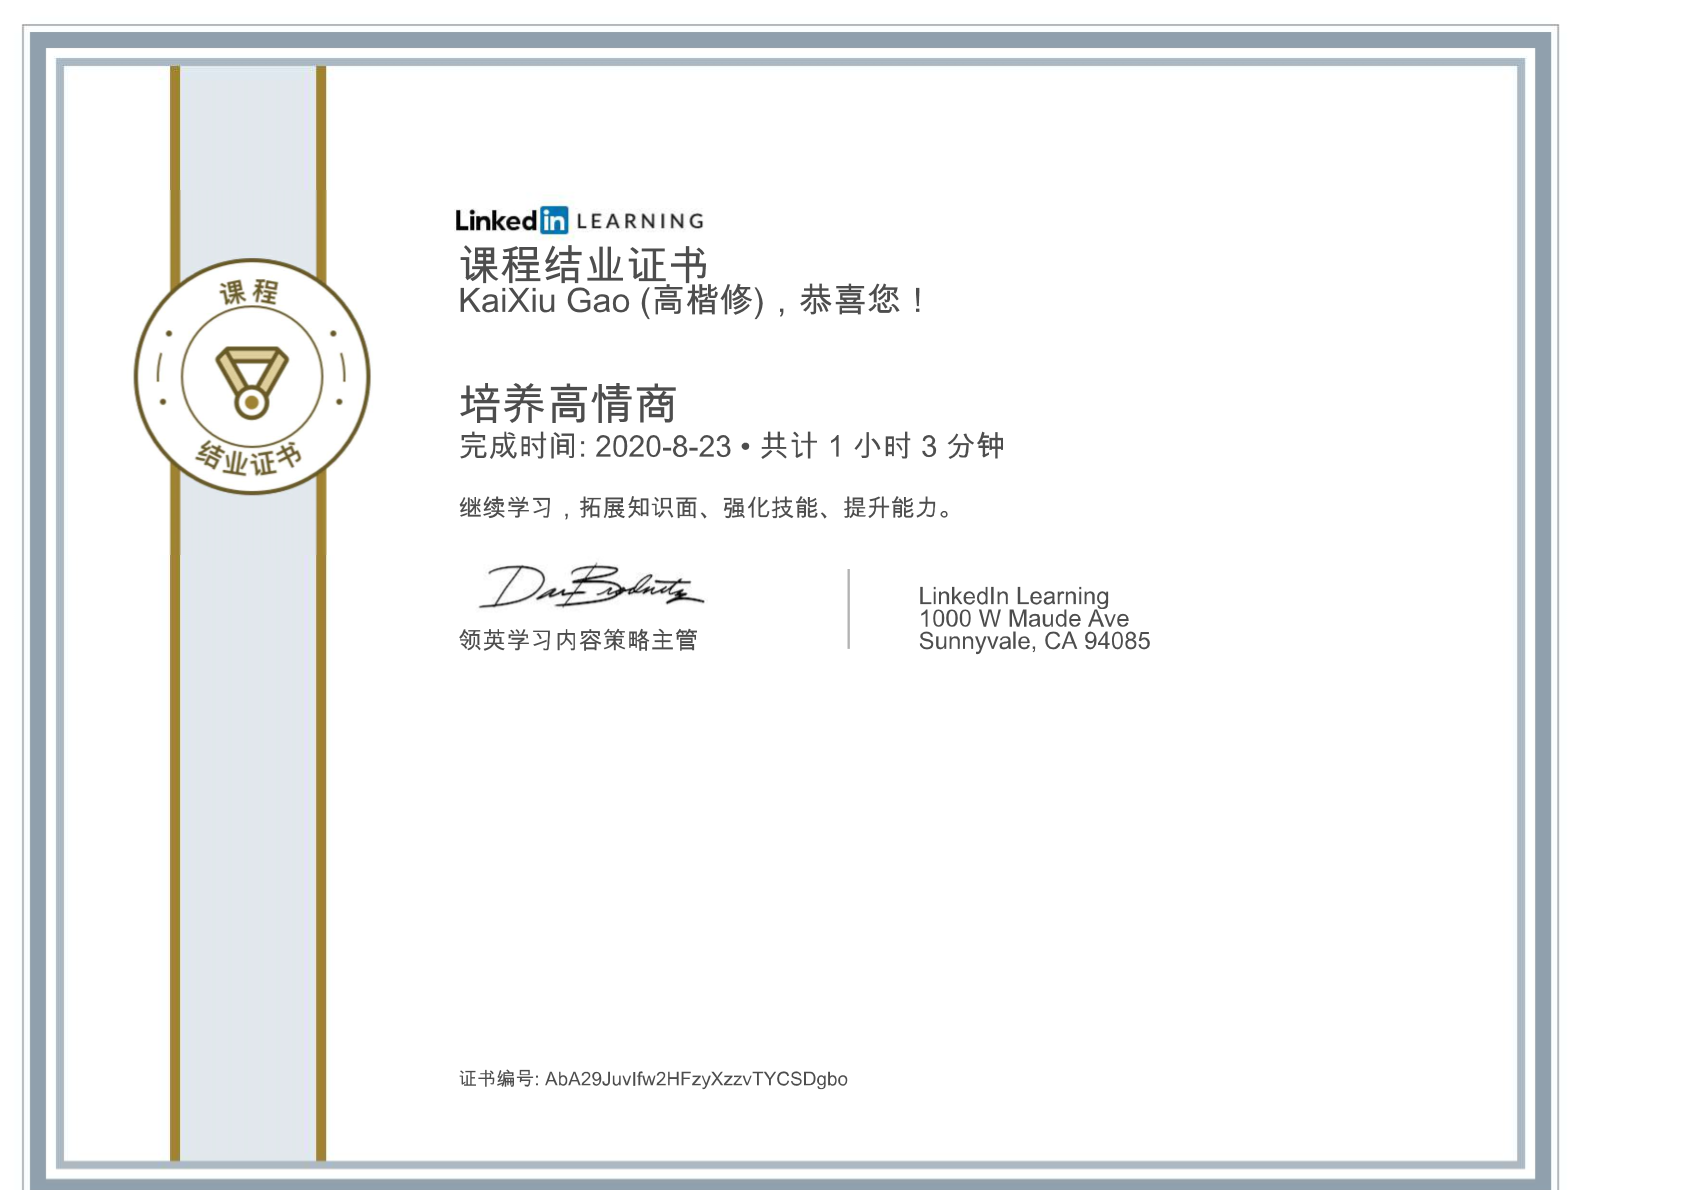 课程
结业证书
Linkedin LEARNING
课程结业证书
KaiXiu Gao (高楷修)，恭喜您！
培养高情商
完成时间: 2020-8-23 • 共计 1 小时 3 分钟
继续学习，拓展知识面、强化技能、提升能力。
领英学习内容策略主管
LinkedIn Learning
1000 W Maude Ave
Sunnyvale, CA 94085
证书编号: AbA29JuvIfw2HFzyXzzvTYCSDgbo